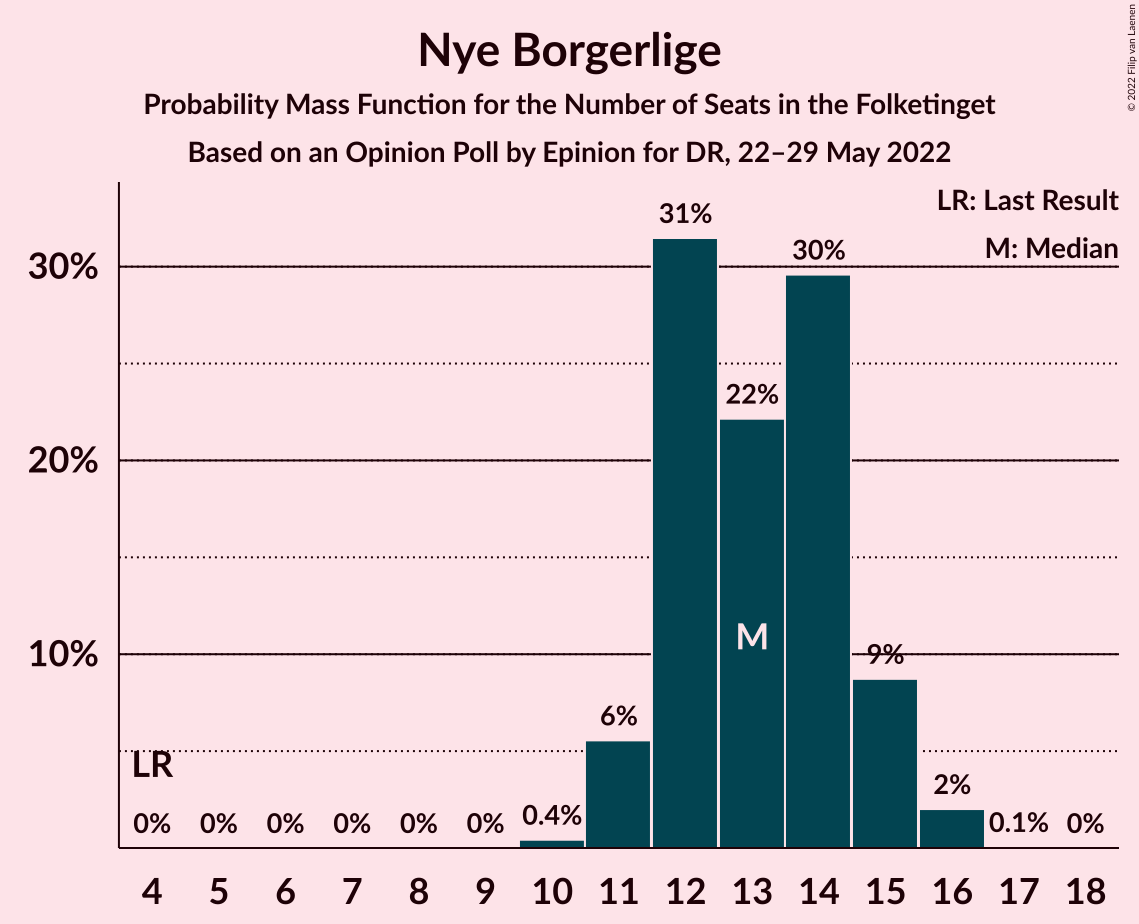 Nye Borgerlige
Probability Mass Function for the Number of Seats in the Folketinget
Based on an Opinion Poll by Epinion for DR, 22–29 May 2022
© 2022 Filip van Laenen
LR: Last Result
M: Median
30%
20%
10%
31%
30%
22%
M
9%
6%
LR
2%
0% 0% 0% 0% 0% 0% 0.4% 0.1% 0%
4 5 6 7 8 9 10 11 12 13 14 15 16 17 18